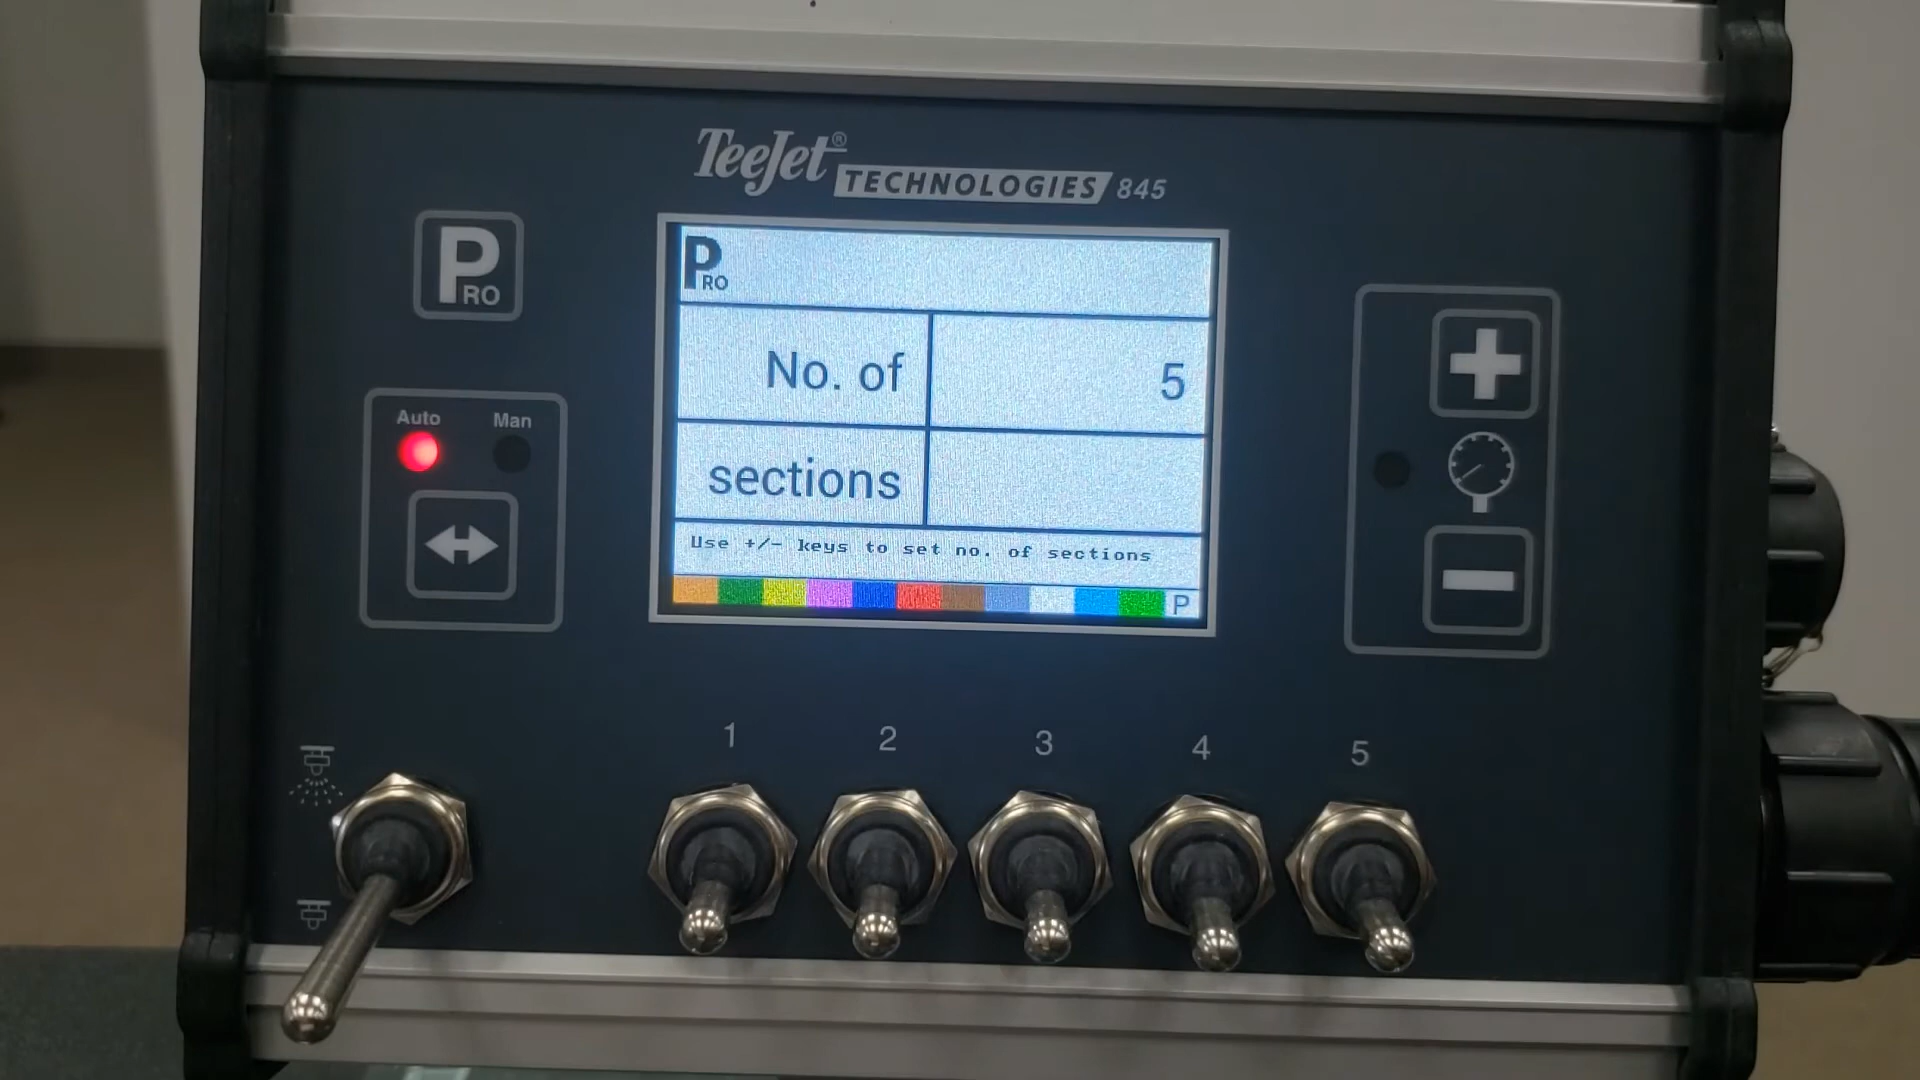 TeeJet®
TECHNOLOGIES 845
PRO
PRO
No. of 5
sections
Use +/- keys to set no. of sections
P
Auto Man
1 2 3 4 5